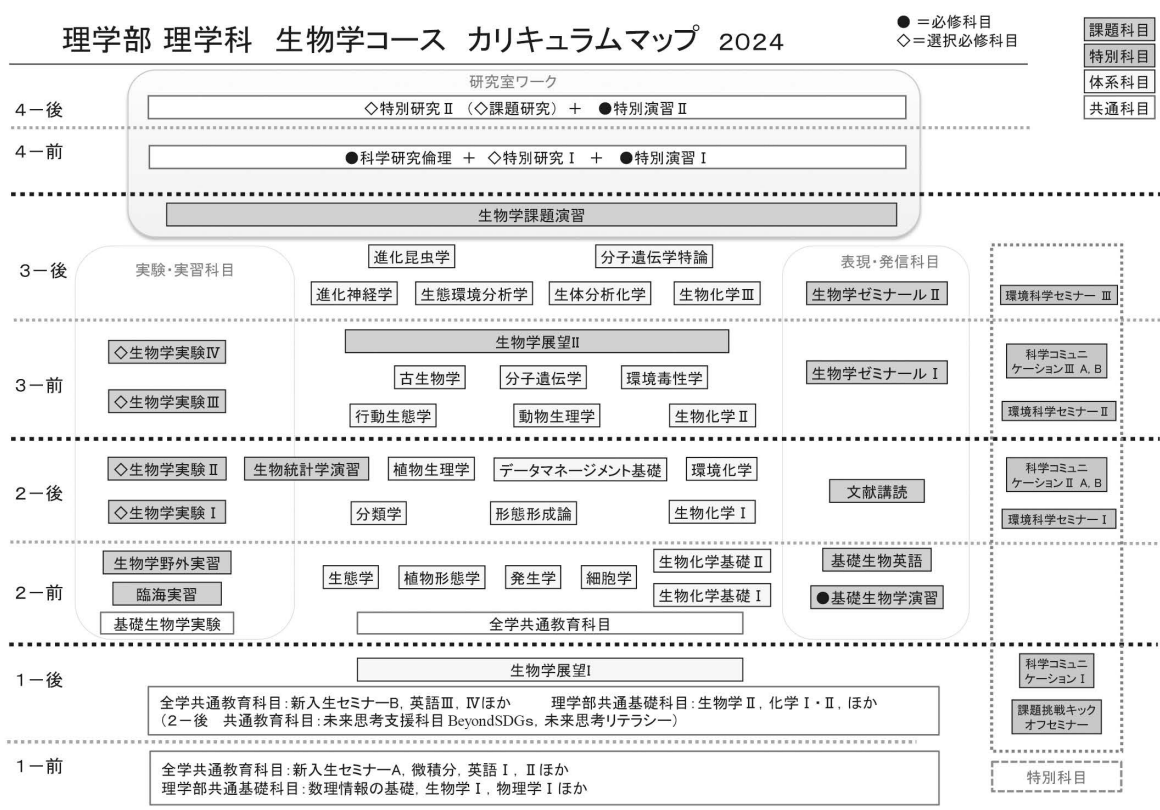 理学部 理学科 生物学コース カリキュラムマップ 2024
●=必修科目
◇=選択必修科目
課題科目
特別科目
体系科目
共通科目
研究室ワーク
4-後
◇特別研究Ⅱ (◇課題研究) + ●特別演習Ⅱ
4-前
●科学研究倫理 + ◇特別研究Ⅰ + ●特別演習Ⅰ
生物学課題演習
3-後
実験・実習科目
進化昆虫学
分子遺伝学特論
表現・発信科目
進化神経学
生態環境分析学
生体分析化学
生物化学Ⅲ
生物学ゼミナールⅡ
環境科学セミナー Ⅲ
3-前
生物学展望Ⅱ
◇生物学実験Ⅳ
古生物学
分子遺伝学
環境毒性学
生物学ゼミナールⅠ
科学コミュニ
ケーションⅢ A, B
◇生物学実験Ⅲ
行動生態学
動物生理学
生物化学Ⅱ
環境科学セミナーⅡ
2-後
◇生物学実験Ⅱ
生物統計学演習
植物生理学
データマネージメント基礎
環境化学
科学コミュニ
ケーションⅡ A, B
文献講読
◇生物学実験Ⅰ
分類学
形態形成論
生物化学Ⅰ
環境科学セミナーⅠ
2-前
生物学野外実習
生物化学基礎Ⅱ
基礎生物英語
生態学
植物形態学
発生学
細胞学
臨海実習
生物化学基礎Ⅰ
●基礎生物学演習
基礎生物学実験
全学共通教育科目
1-後
生物学展望Ⅰ
科学コミュニ
ケーションⅠ
全学共通教育科目:新入生セミナーB, 英語Ⅲ, Ⅳほか 理学部共通基礎科目:生物学Ⅱ, 化学Ⅰ・Ⅱ, ほか
(2-後 共通教育科目:未来思考支援科目BeyondSDGs, 未来思考リテラシー)
課題挑戦キック
オフセミナー
1-前
全学共通教育科目:新入生セミナーA, 微積分, 英語Ⅰ, Ⅱほか
理学部共通基礎科目:数理情報の基礎, 生物学Ⅰ, 物理学Ⅰほか
特別科目